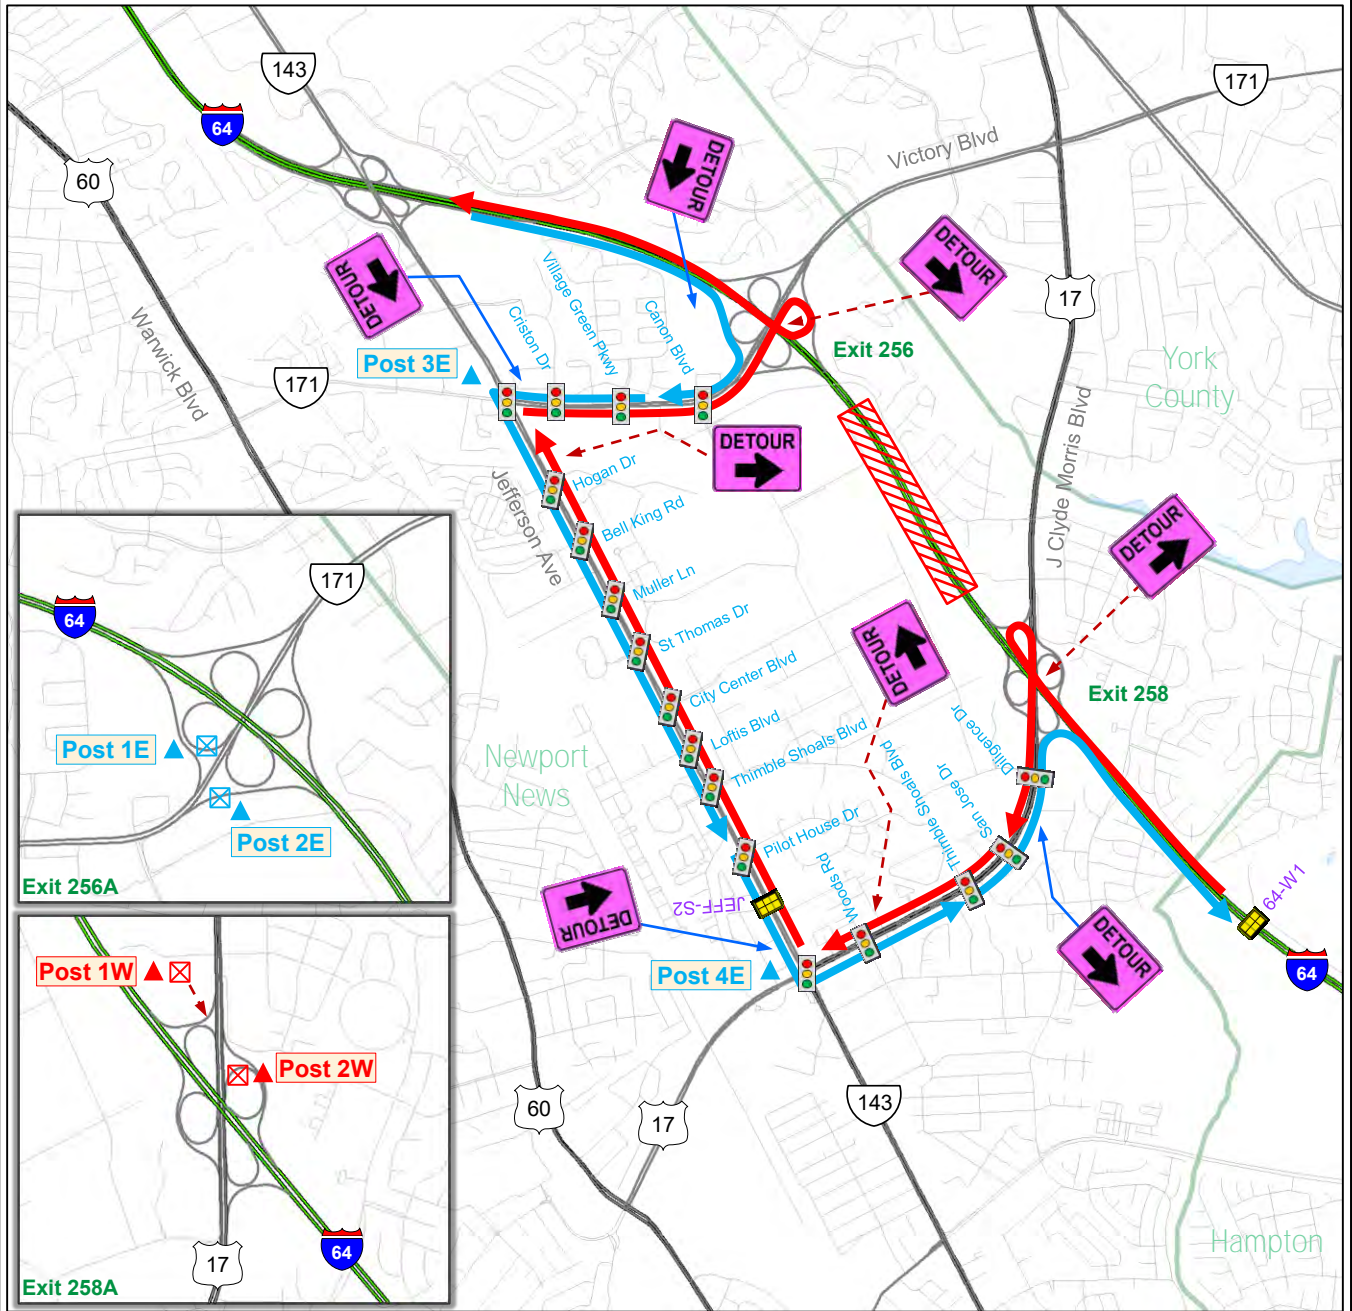 143
64
60
171
Victory Blvd
DETOUR
DETOUR
DETOUR
17
Village Green Pkwy
Criston Dr
Canon Blvd
Warwick Blvd
Post 3E
171
Exit 256
York
County
J Clyde Morris Blvd
DETOUR
Hogan Dr
Jefferson Ave
Bell King Rd
DETOUR
Muller Ln
St Thomas Dr
DETOUR
City Center Blvd
Loftis Blvd
Thimble Shoals Blvd
Exit 258
Diligence Dr
San Jose Dr
Thimble Shoals Blvd
Newport
News
Pilot House Dr
Woods Rd
JEFF-S2
DETOUR
64-W1
DETOUR
Post 4E
64
60
17
143
Hampton
171
64
Post 1E
Post 2E
Exit 256A
Post 1W
Post 2W
17
64
Exit 258A